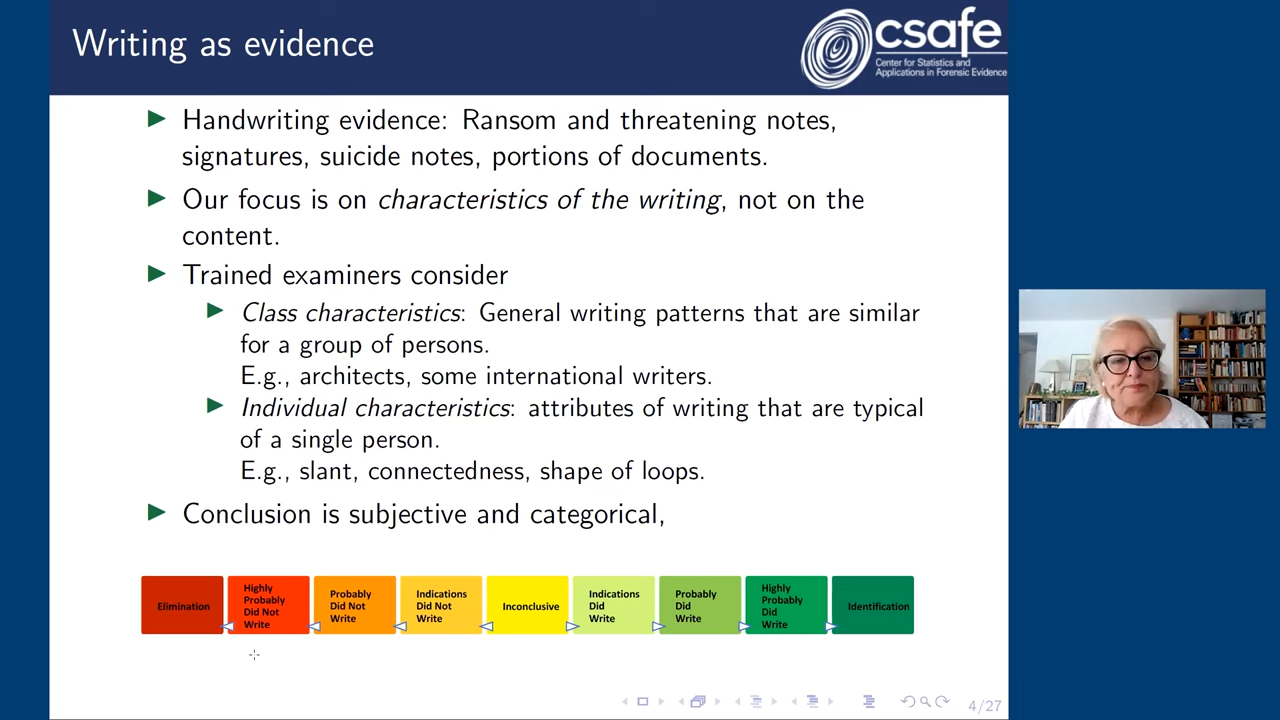 Writing as evidence
csafe
Center for Statistics and
Applications in Forensic Evidence
Handwriting evidence: Ransom and threatening notes,
signatures, suicide notes, portions of documents.
Our focus is on characteristics of the writing, not on the
content.
Trained examiners consider
Class characteristics: General writing patterns that are similar
for a group of persons.
E.g., architects, some international writers.
Individual characteristics: attributes of writing that are typical
of a single person.
E.g., slant, connectedness, shape of loops.
Conclusion is subjective and categorical,
Elimination
Highly
Probably
Did Not
Write
Probably
Did Not
Write
Indications
Did Not
Write
Inconclusive
Indications
Did
Write
Probably
Did
Write
Highly
Probably
Did
Write
Identification
4/27